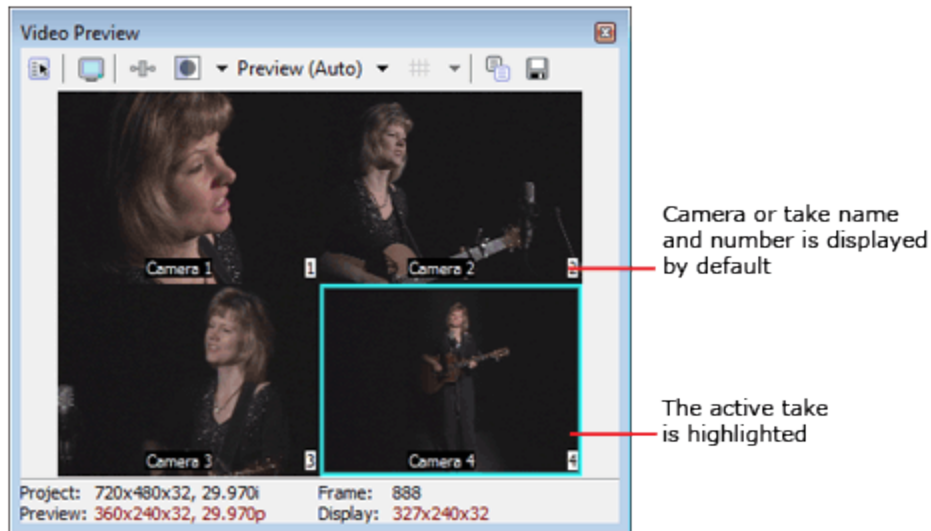 Video Preview
Preview (Auto)
Camera 1
1
Camera 2
2
Camera or take name
and number is displayed
by default
Camera 3
3
Camera 4
4
The active take
is highlighted
Project: 720x480x32, 29.970i Frame: 888
Preview: 360x240x32, 29.970p Display: 327x240x32